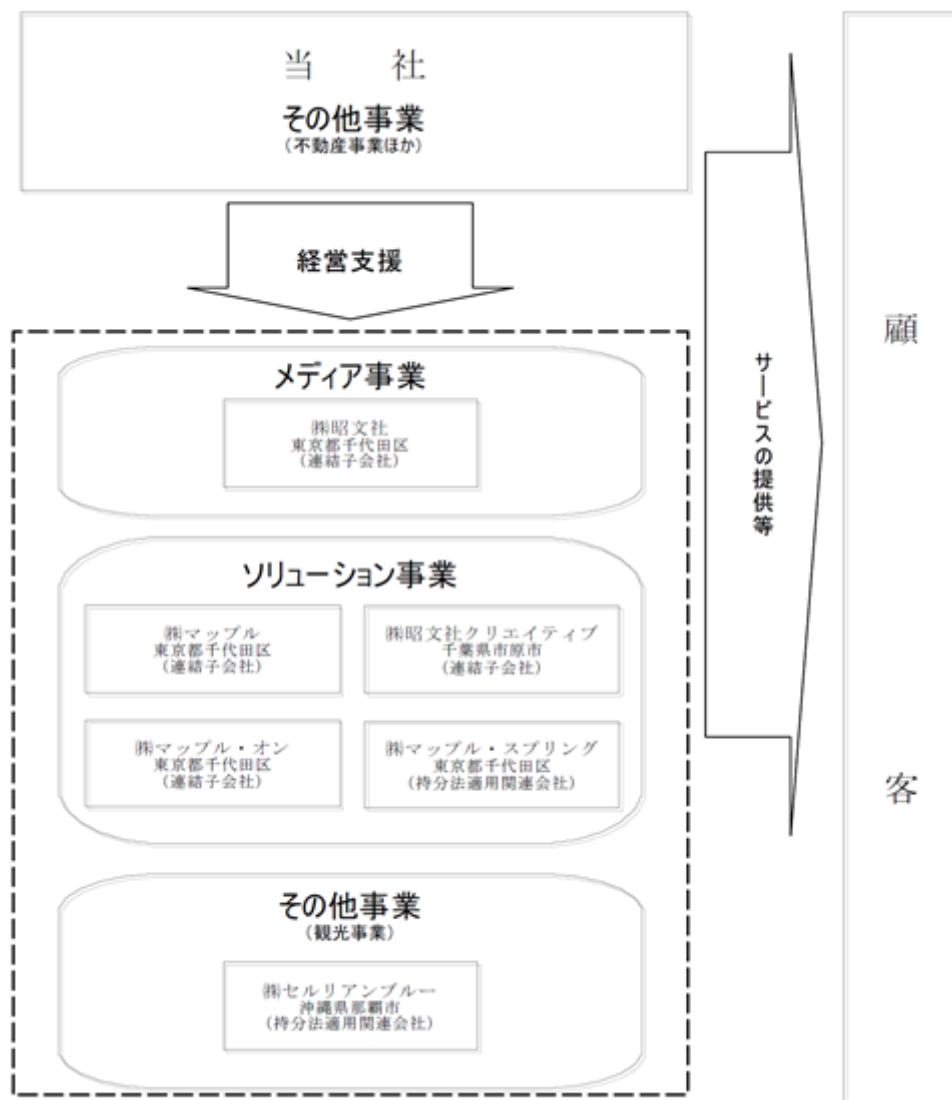 当 社
その他事業
（不動産事業ほか）
経営支援
メディア事業
㈱昭文社
東京都千代田区
（連結子会社）
ソリューション事業
㈱マップル
東京都千代田区
（連結子会社）
㈱昭文社クリエイティブ
千葉県市原市
（連結子会社）
㈱マップル・オン
東京都千代田区
（連結子会社）
㈱マップル・スプリング
東京都千代田区
（持分法適用関連会社）
その他事業
（観光事業）
㈱セルリアンブルー
沖縄県那覇市
（持分法適用関連会社）
サービスの提供等
顧客